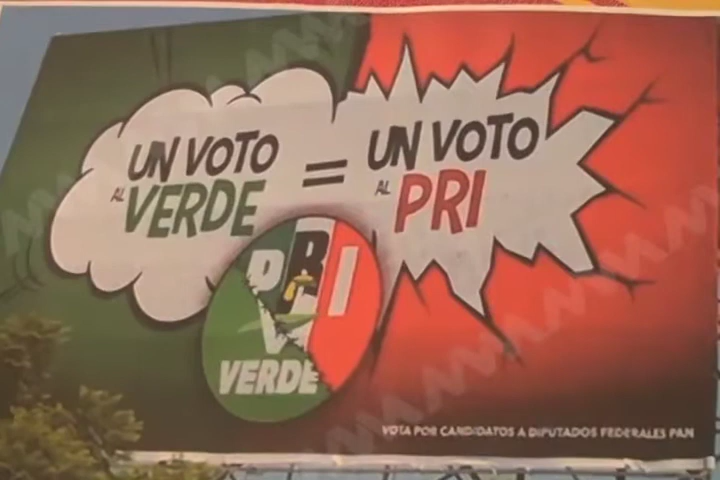 UN VOTO
AL VERDE
=
UN VOTO
AL PRI
PRI
VERDE
VOTA POR CANDIDATOS A DIPUTADOS FEDERALES PAN